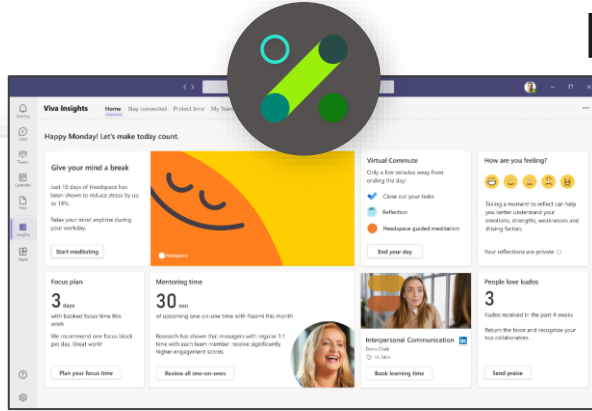 Viva Insights Home Stay connected Protect time My Team
Activity
Chat
Teams
Calendar
Files
Insights
Apps
Happy Monday! Let's make today count.
Give your mind a break
Just 10 days of Headspace has
been shown to reduce stress by up
to 14%.
Relax your mind anytime during
your workday.
Start meditating
headspace
Virtual Commute
Only a few minutes away from
ending the day!
Close out your tasks
Reflection
Headspace guided meditation
End your day
How are you feeling?
Taking a moment to reflect can help
you better understand your
emotions, strengths, weaknesses and
driving factors.
Your reflections are private
Focus plan
3 days
with booked focus time this
week
We recommend one focus block
per day. Great work!
Plan your focus time
Mentoring time
30 min
of upcoming one-on-one time with Naomi this month
Research has shown that managers with regular 1:1
time with each team member receive significantly
higher engagement scores.
Review all one-on-ones
Interpersonal Communication in
Book learning time
People love kudos
3
Kudos received in the past 4 weeks
Return the favor and recognize your
top collaborators.
Send praise